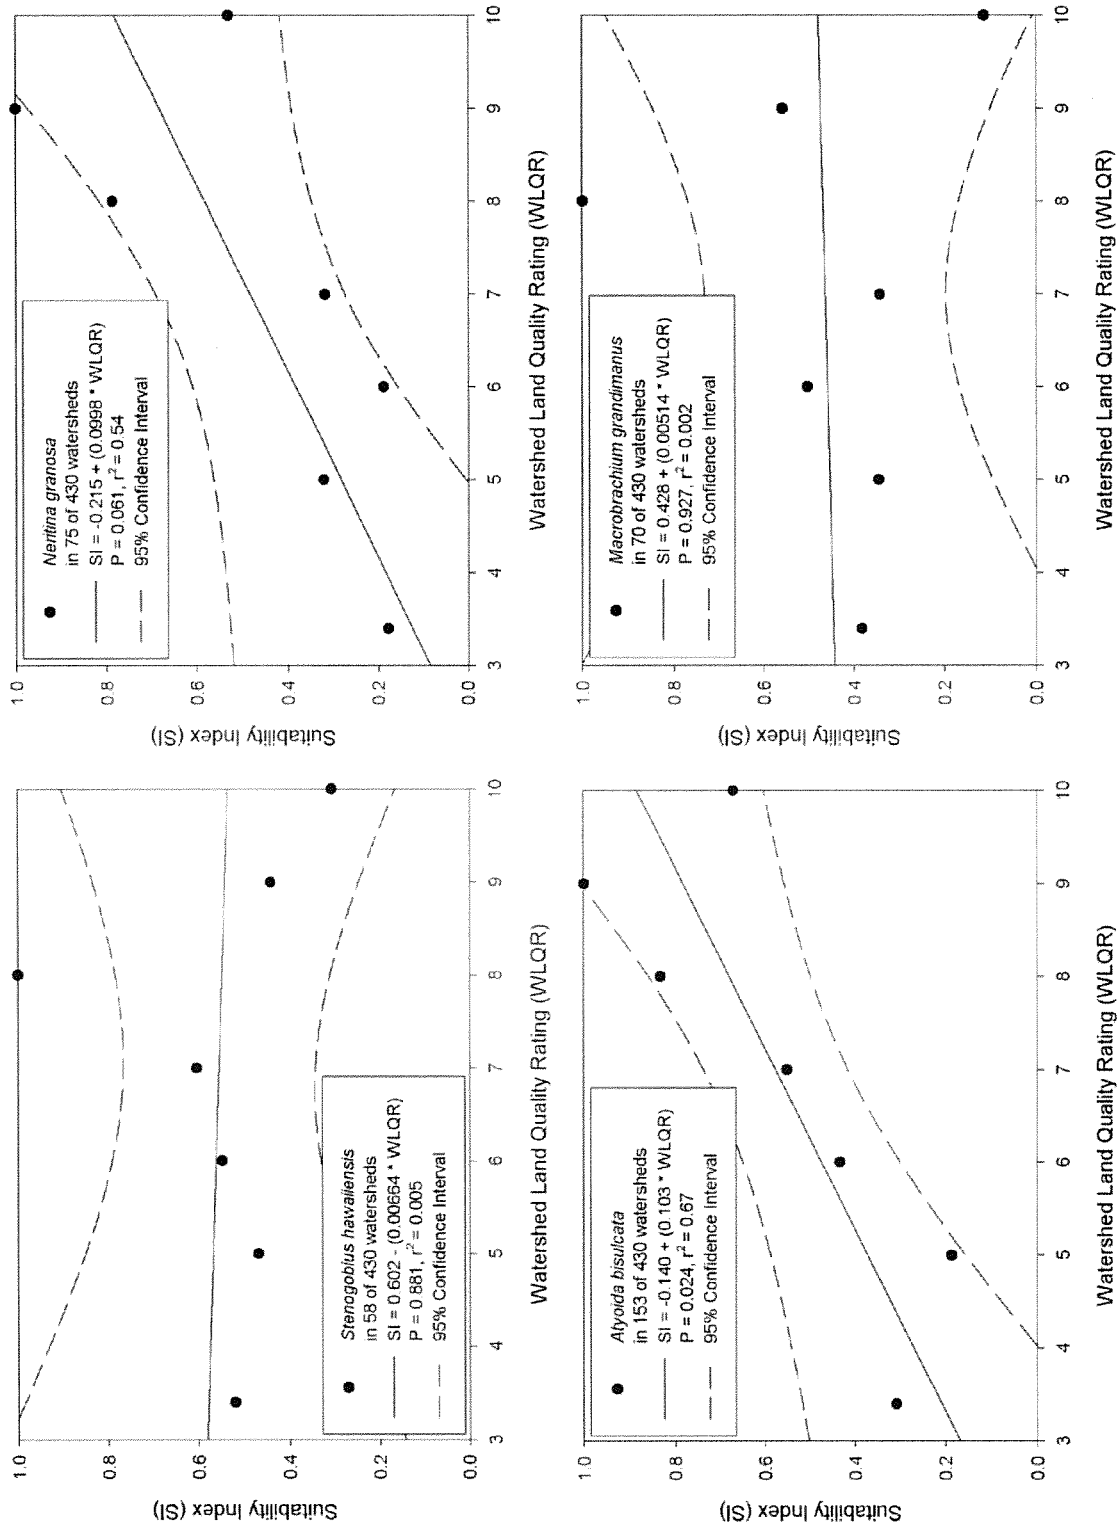 Suitability Index (SI)
1.0
0.8
0.6
0.4
0.2
0.0
Stenogobius hawaiiensis
in 58 of 430 watersheds
SI = 0.602 - (0.00664 * WLQR)
P = 0.881, r² = 0.005
95% Confidence Interval
3 4 5 6 7 8 9 10
Watershed Land Quality Rating (WLQR)
Suitability Index (SI)
1.0
0.8
0.6
0.4
0.2
0.0
Neritina granosa
in 75 of 430 watersheds
SI = -0.215 + (0.0998 * WLQR)
P = 0.061, r² = 0.54
95% Confidence Interval
3 4 5 6 7 8 9 10
Watershed Land Quality Rating (WLQR)
Suitability Index (SI)
1.0
0.8
0.6
0.4
0.2
0.0
Atyoida bisulcata
in 153 of 430 watersheds
SI = -0.140 + (0.103 * WLQR)
P = 0.024, r² = 0.67
95% Confidence Interval
3 4 5 6 7 8 9 10
Watershed Land Quality Rating (WLQR)
Suitability Index (SI)
1.0
0.8
0.6
0.4
0.2
0.0
Macrobrachium grandimanus
in 70 of 430 watersheds
SI = 0.428 + (0.00514 * WLQR)
P = 0.927, r² = 0.002
95% Confidence Interval
3 4 5 6 7 8 9 10
Watershed Land Quality Rating (WLQR)